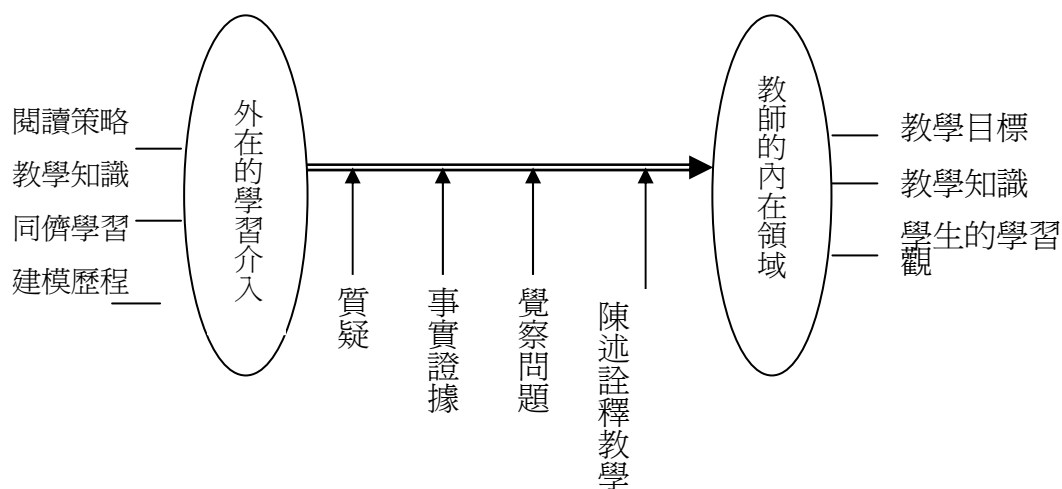 閱讀策略
教學知識
同儕學習
建模歷程
外在的學習介入
質疑
事實證據
覺察問題
陳述詮釋教學
教師的內在領域
教學目標
教學知識
學生的學習
觀